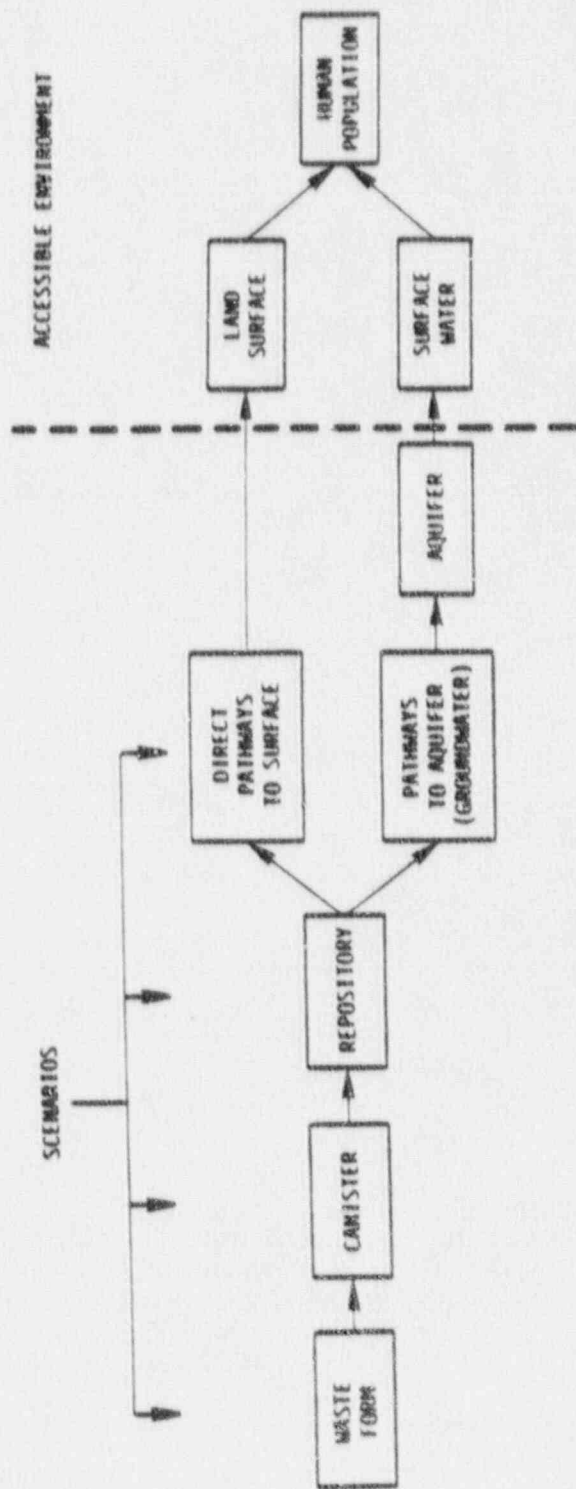 SCENARIOS
ACCESSIBLE ENVIRONMENT
WASTE
FORM
CANISTER
REPOSITORY
DIRECT
PATHWAYS
TO SURFACE
PATHWAYS
TO AQUIFER
(GROUNDWATER)
AQUIFER
LAND
SURFACE
SURFACE
WATER
HUMAN
POPULATION